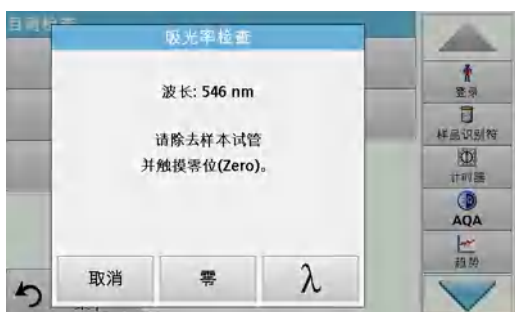 吸光率检查
波长: 546 nm
请除去样本试管
并触摸零位(Zero)。
取消
零
λ
登录
样品识别符
计时器
AQA
趋势